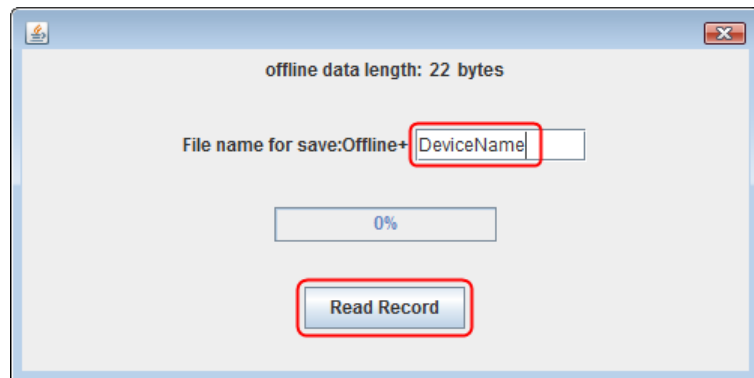 offline data length: 22 bytes
File name for save:Offline+ DeviceName
0%
Read Record